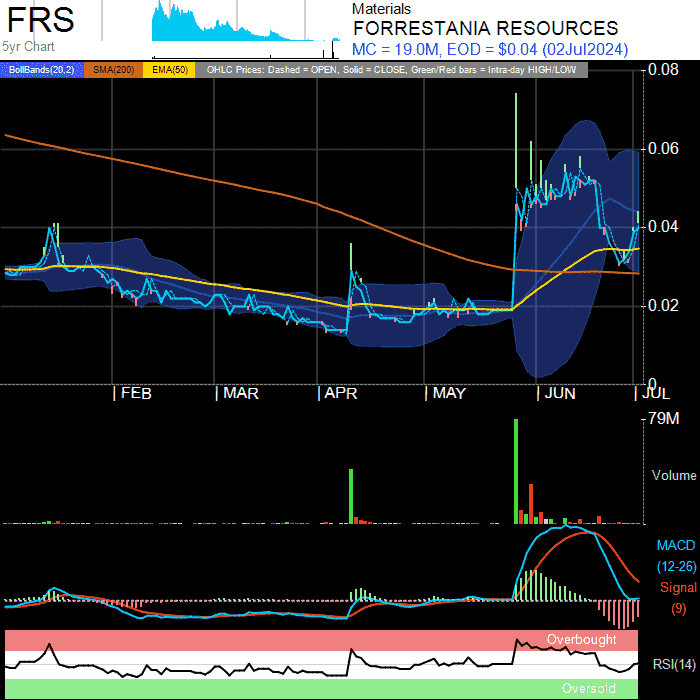 FRS
5yr Chart
Materials
FORRESTANIA RESOURCES
MC = 19.0M, EOD = $0.04 (02Jul2024)
BollBands(20,2) SMA(200) EMA(50) OHLC Prices: Dashed = OPEN, Solid = CLOSE, Green/Red bars = Intra-day HIGH/LOW
0.08
0.06
0.04
0.02
0
FEB MAR APR MAY JUN JUL
79M
Volume
MACD
(12-26)
Signal
(9)
Overbought
RSI(14)
Oversold